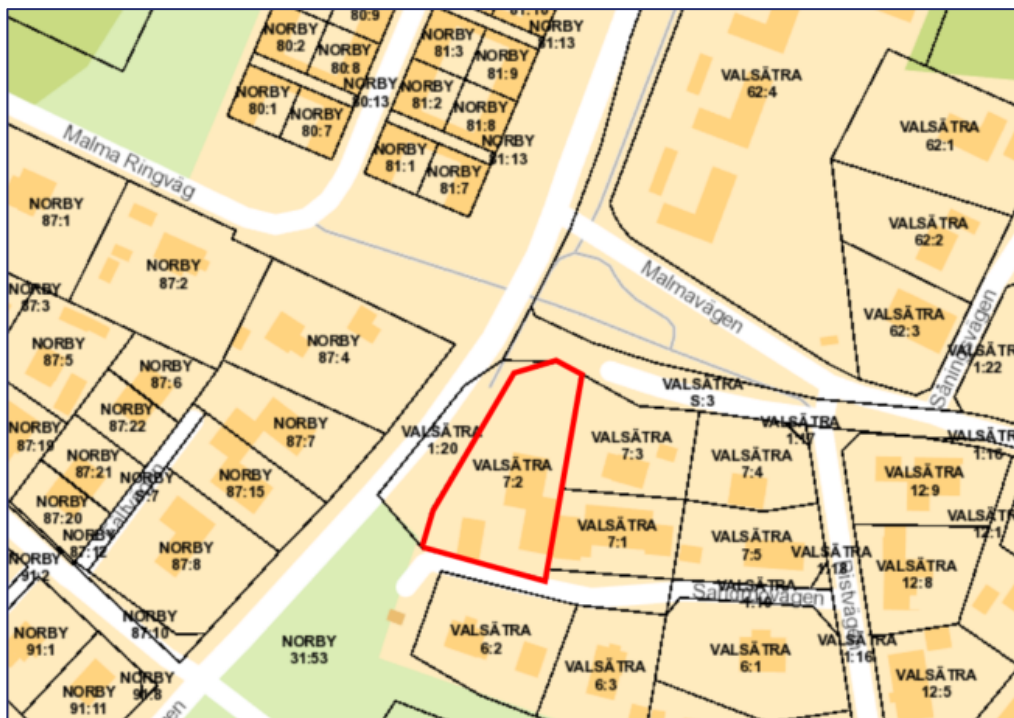 80:9
NORBY
80:2
NORBY
80:8
NORBY
80:1
NORBY
80:7
NORBY
80:13
NORBY
81:3
NORBY
81:9
81:13
NORBY
81:2
NORBY
81:8
NORBY
81:1
NORBY
81:7
NORBY
81:13
VALSÄTRA
62:4
VALSÄTRA
62:1
VALSÄTRA
62:2
VALSÄTRA
62:3
Malma Ringväg
Malmavägen
Såningsvägen
NORBY
87:1
NORBY
87:2
NORBY
87:3
NORBY
87:4
NORBY
87:5
NORBY
87:6
NORBY
87:22
NORBY
87:7
NORBY
87:19
NORBY
87:21
NORBY
87:15
NORBY
87:20
NORBY
87:12
NORBY
87:8
NORBY
91:2
NORBY
87:10
NORBY
91:1
NORBY
91:8
NORBY
91:11
NORBY
31:53
VALSÄTRA
1:20
VALSÄTRA
7:2
VALSÄTRA
7:3
VALSÄTRA
S:3
VALSÄTRA
1:17
VALSÄTRA
1:22
VALSÄTRA
1:16
VALSÄTRA
7:4
VALSÄTRA
12:9
VALSÄTRA
12:1
VALSÄTRA
7:1
VALSÄTRA
7:5
VALSÄTRA
1:18
VALSÄTRA
12:8
VALSÄTRA
VALSÄTRA
6:2
VALSÄTRA
6:3
VALSÄTRA
6:1
VALSÄTRA
1:16
VALSÄTRA
12:5